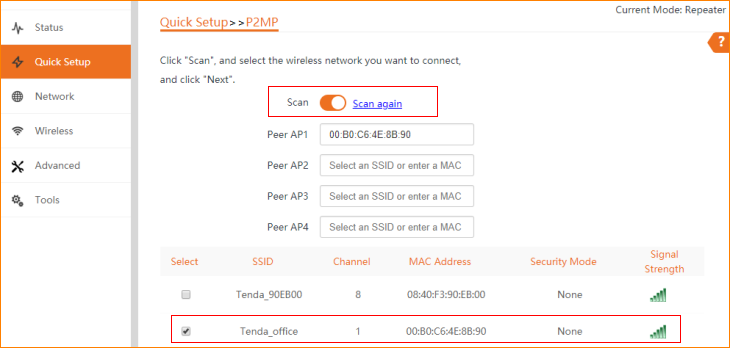 Current Mode: Repeater
Status
Quick Setup
Network
Wireless
Advanced
Tools
Quick Setup>>P2MP
?
Click "Scan", and select the wireless network you want to connect,
and click "Next".
Scan Scan again
Peer AP1 00:B0:C6:4E:8B:90
Peer AP2 Select an SSID or enter a MAC
Peer AP3 Select an SSID or enter a MAC
Peer AP4 Select an SSID or enter a MAC
Select SSID Channel MAC Address Security Mode Signal Strength
Tenda_90EB00 8 08:40:F3:90:EB:00 None
Tenda_office 1 00:B0:C6:4E:8B:90 None